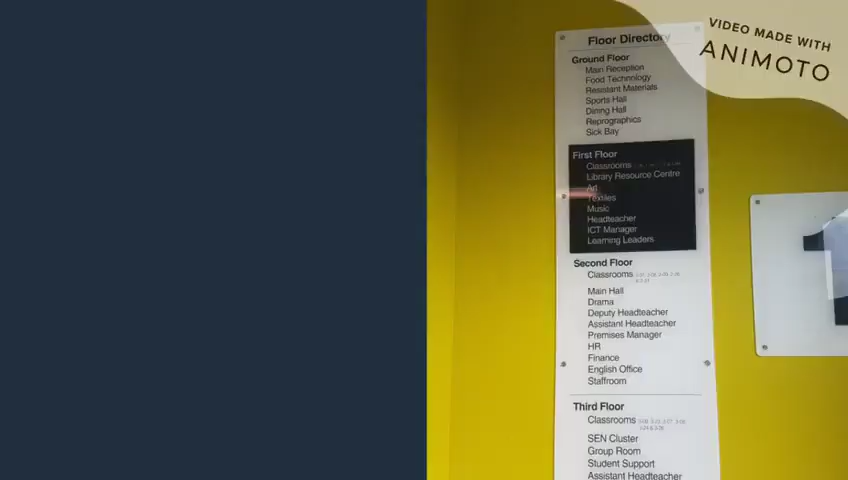 VIDEO MADE WITH
ANIMOTO
Floor Directory
Ground Floor
Main Reception
Food Technology
Resistant Materials
Sports Hall
Dining Hall
Reprographics
Sick Bay
First Floor
Classrooms
Library Resource Centre
Art
Textiles
Music
Headteacher
ICT Manager
Learning Leaders
Second Floor
Classrooms
Main Hall
Drama
Deputy Headteacher
Assistant Headteacher
Premises Manager
HR
Finance
English Office
Staffroom
Third Floor
Classrooms
SEN Cluster
Group Room
Student Support
Assistant Headteacher